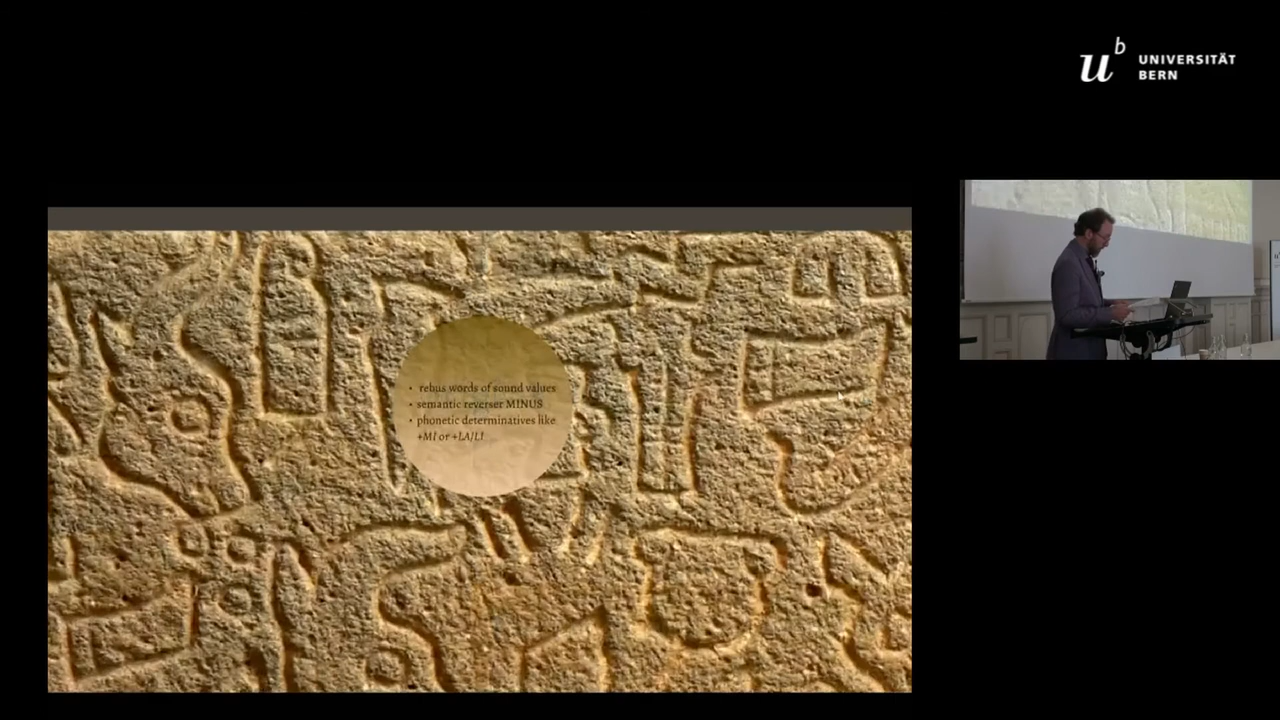 u b
UNIVERSITÄT
BERN
• rebus words of sound values
• semantic reverser MINUS
• phonetic determinatives like
+MI or +LA/LI